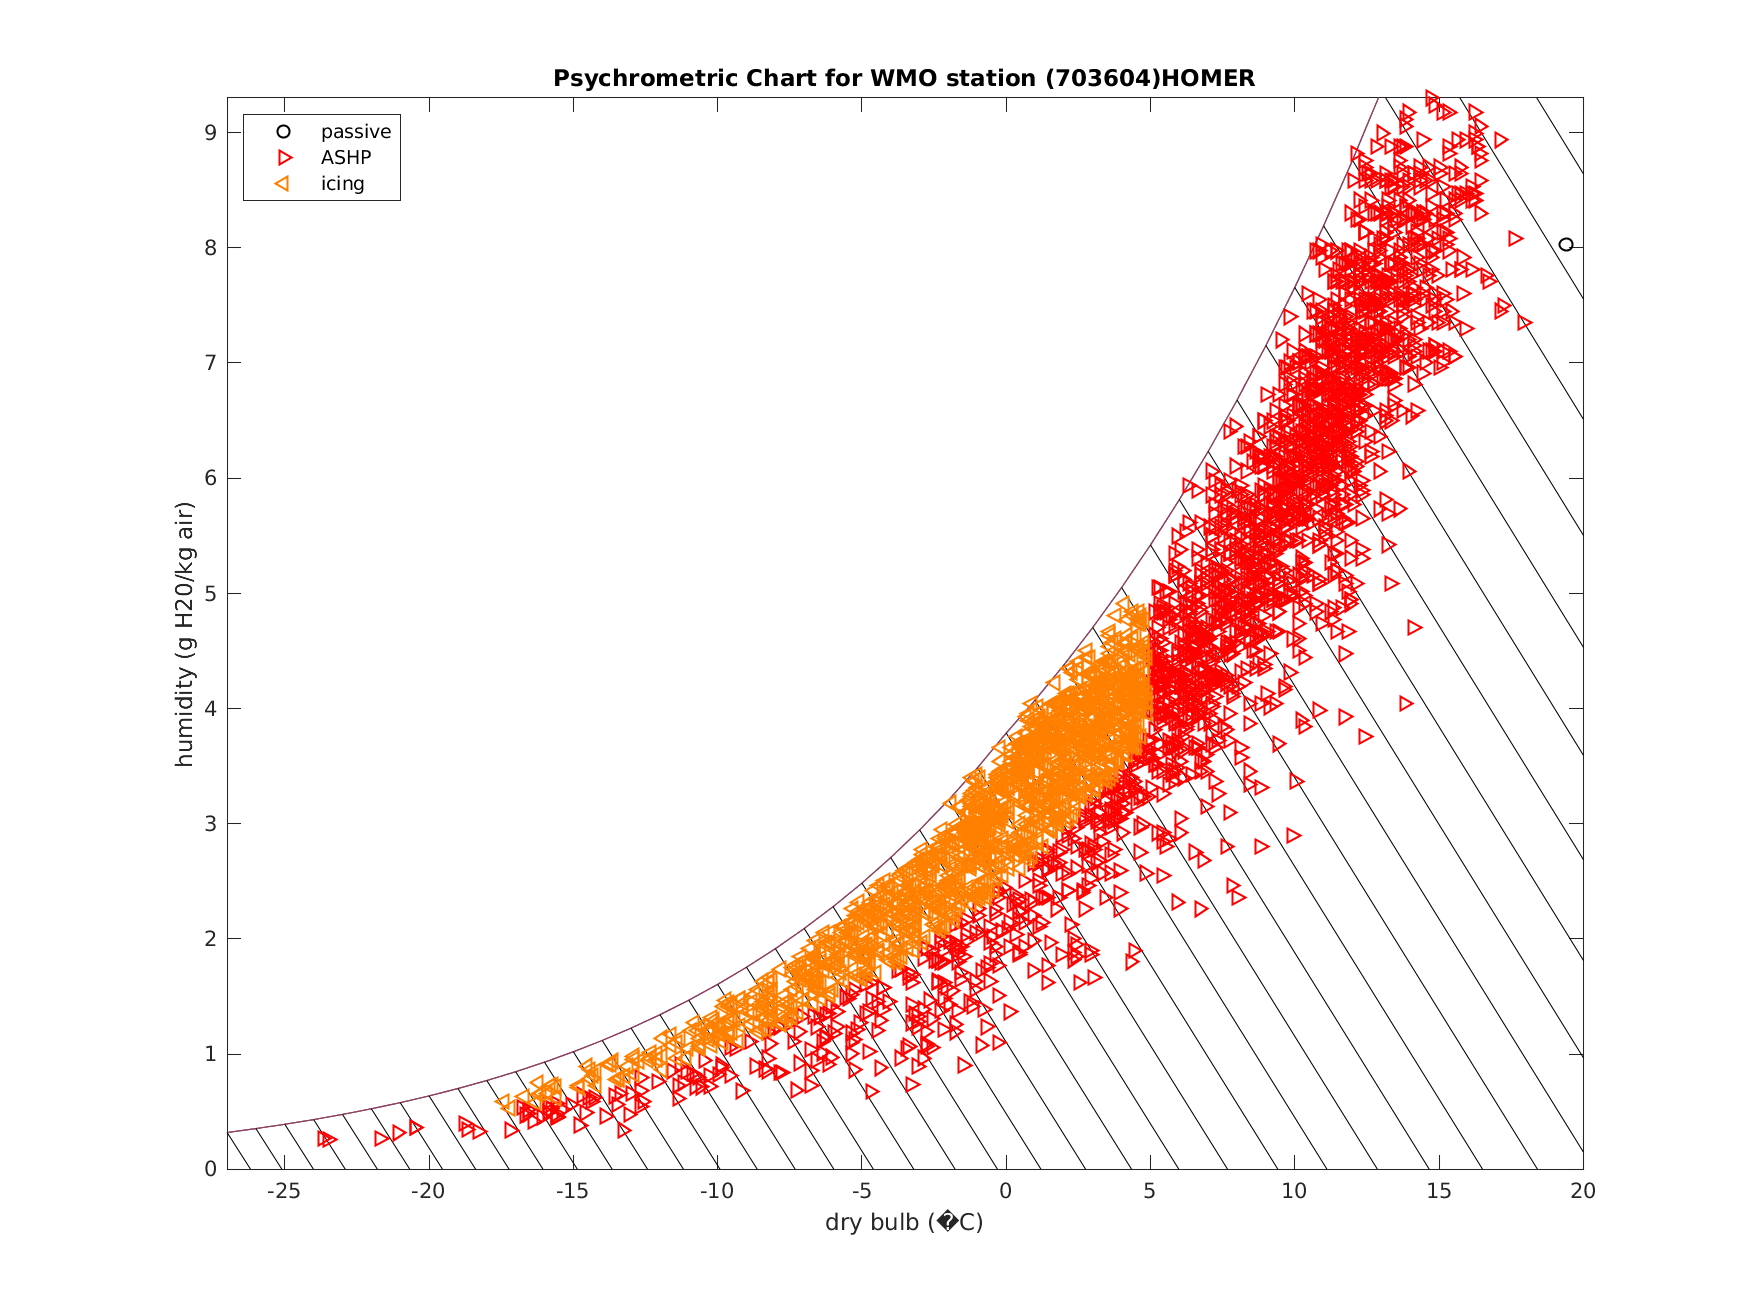 Psychrometric Chart for WMO station (703604)HOMER
passive
ASHP
icing
humidity (g H20/kg air)
9
8
7
6
5
4
3
2
1
0
-25 -20 -15 -10 -5 0 5 10 15 20
dry bulb (�C)